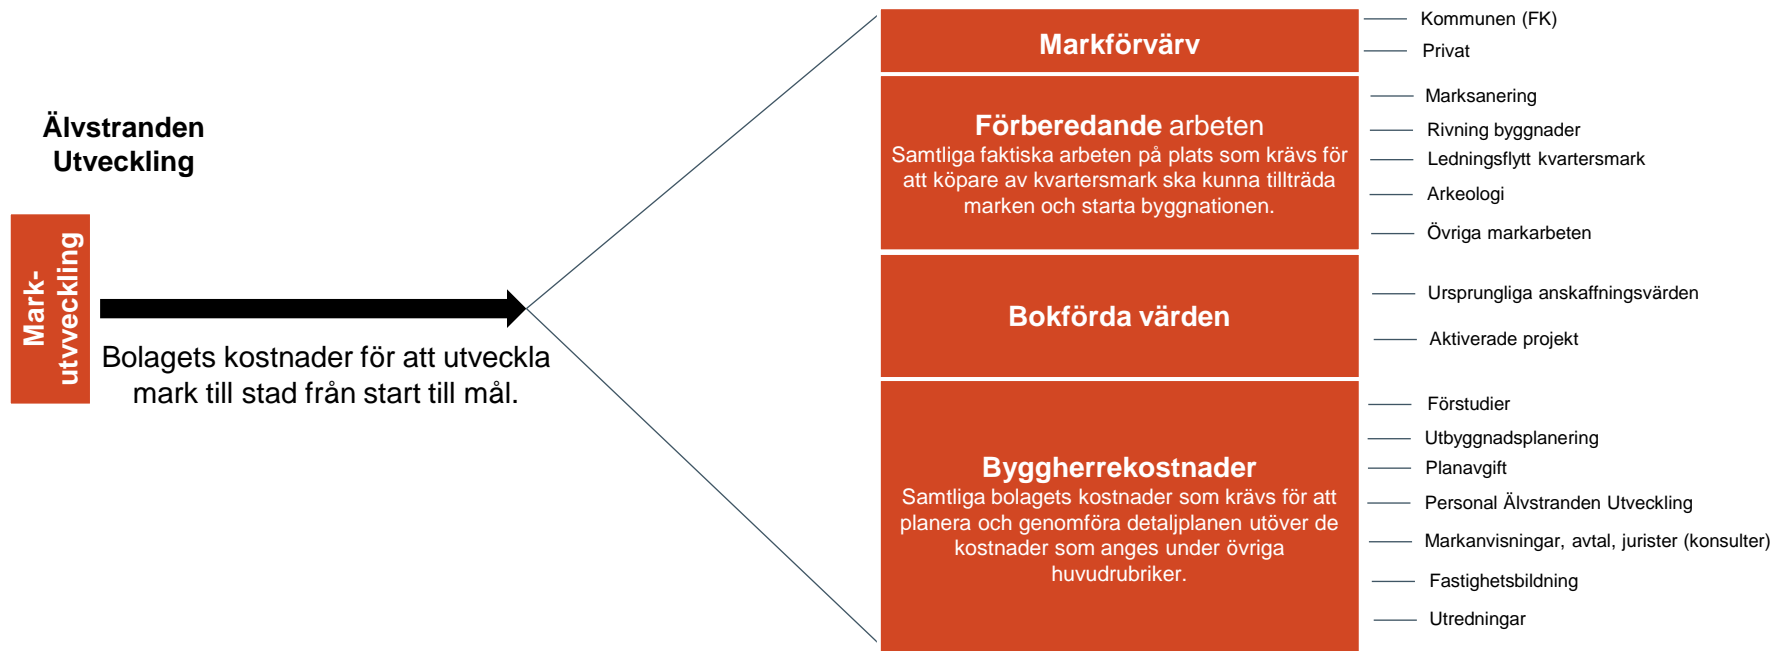 Älvstranden
Utveckling
Mark-
utvveckling
Bolagets kostnader för att utveckla
mark till stad från start till mål.
Markförvärv
Kommunen (FK)
Privat
Förberedande arbeten
Samtliga faktiska arbeten på plats som krävs för
att köpare av kvartersmark ska kunna tillträda
marken och starta byggnationen.
Marksanering
Rivning byggnader
Ledningsflytt kvartersmark
Arkeologi
Övriga markarbeten
Bokförda värden
Ursprungliga anskaffningsvärden
Aktiverade projekt
Byggherrekostnader
Samtliga bolagets kostnader som krävs för att
planera och genomföra detaljplanen utöver de
kostnader som anges under övriga
huvudrubriker.
Förstudier
Utbyggnadsplanering
Planavgift
Personal Älvstranden Utveckling
Markanvisningar, avtal, jurister (konsulter)
Fastighetsbildning
Utredningar